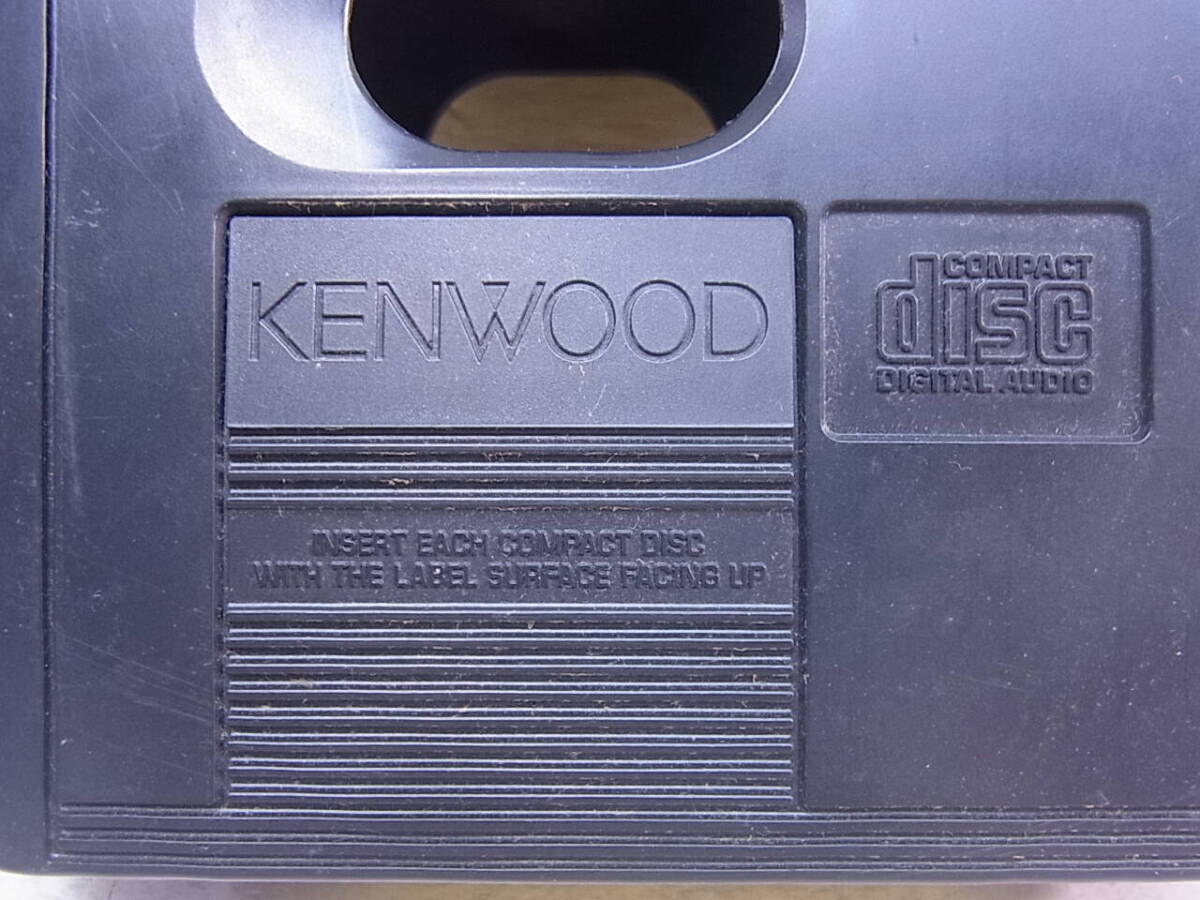 KENWOOD
COMPACT
disc
DIGITAL AUDIO
INSERT EACH COMPACT DISC
WITH THE LABEL SURFACE FACING UP